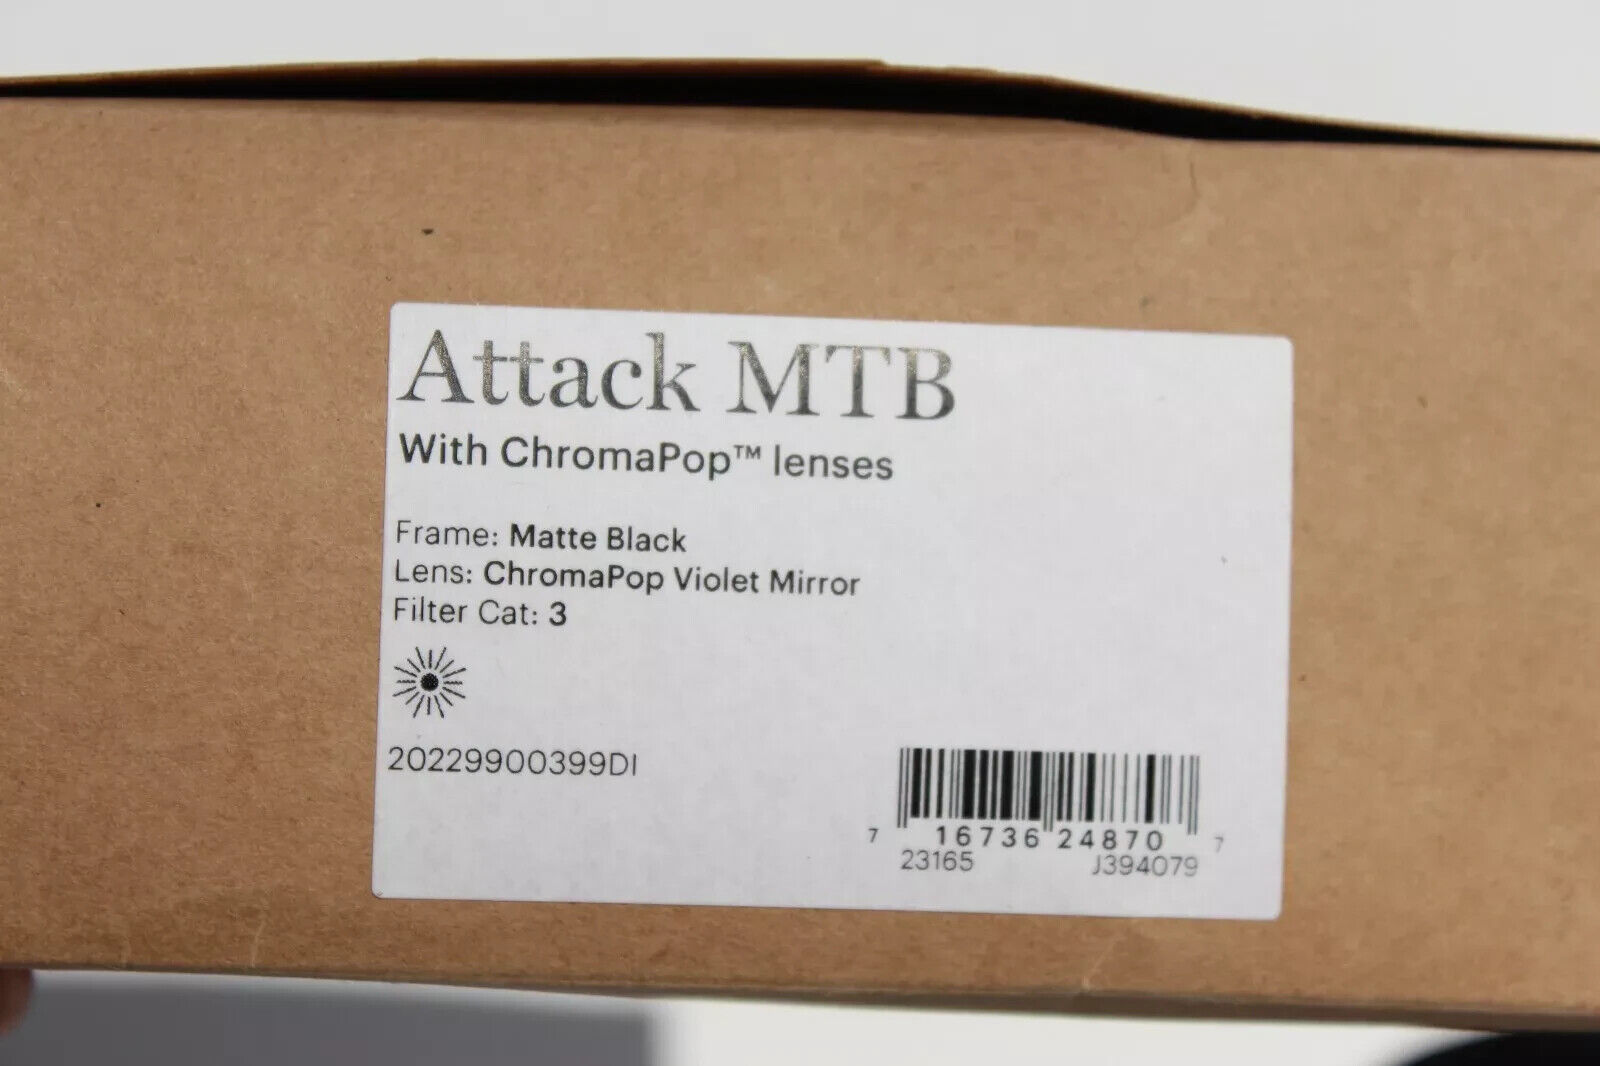 Attack MTB
With ChromaPop™ lenses
Frame: Matte Black
Lens: ChromaPop Violet Mirror
Filter Cat: 3
20229900399DI
7 16736 24870 7
23165 J394079